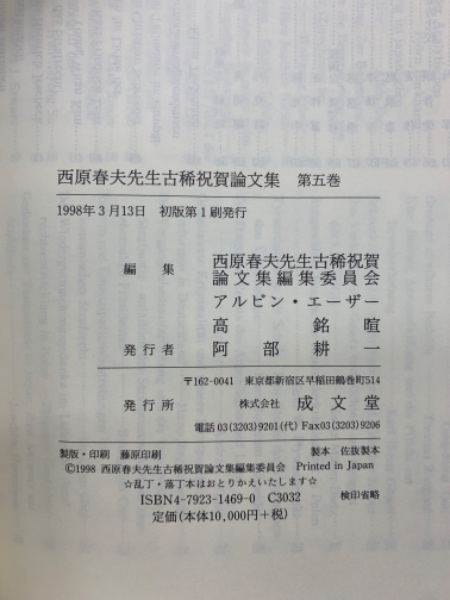 西原春夫先生古稀祝賀論文集 第五巻
1998年3月13日 初版第1刷発行
編集 西原春夫先生古稀祝賀
論文集編集委員会
アルビン・エーザー
高銘暄
発行者 阿部耕一
〒162-0041 東京都新宿区早稲田鶴巻町514
発行所 株式会社 成文堂
電話03(3203)9201(代) Fax03(3203)9206
製版・印刷 藤原印刷 製本 佐抜製本
©1998 西原春夫先生古稀祝賀論文集編集委員会 Printed in Japan
☆乱丁・落丁本はおとりかえいたします☆
ISBN4-7923-1469-0 C3032 検印省略
定価(本体10,000円+税)